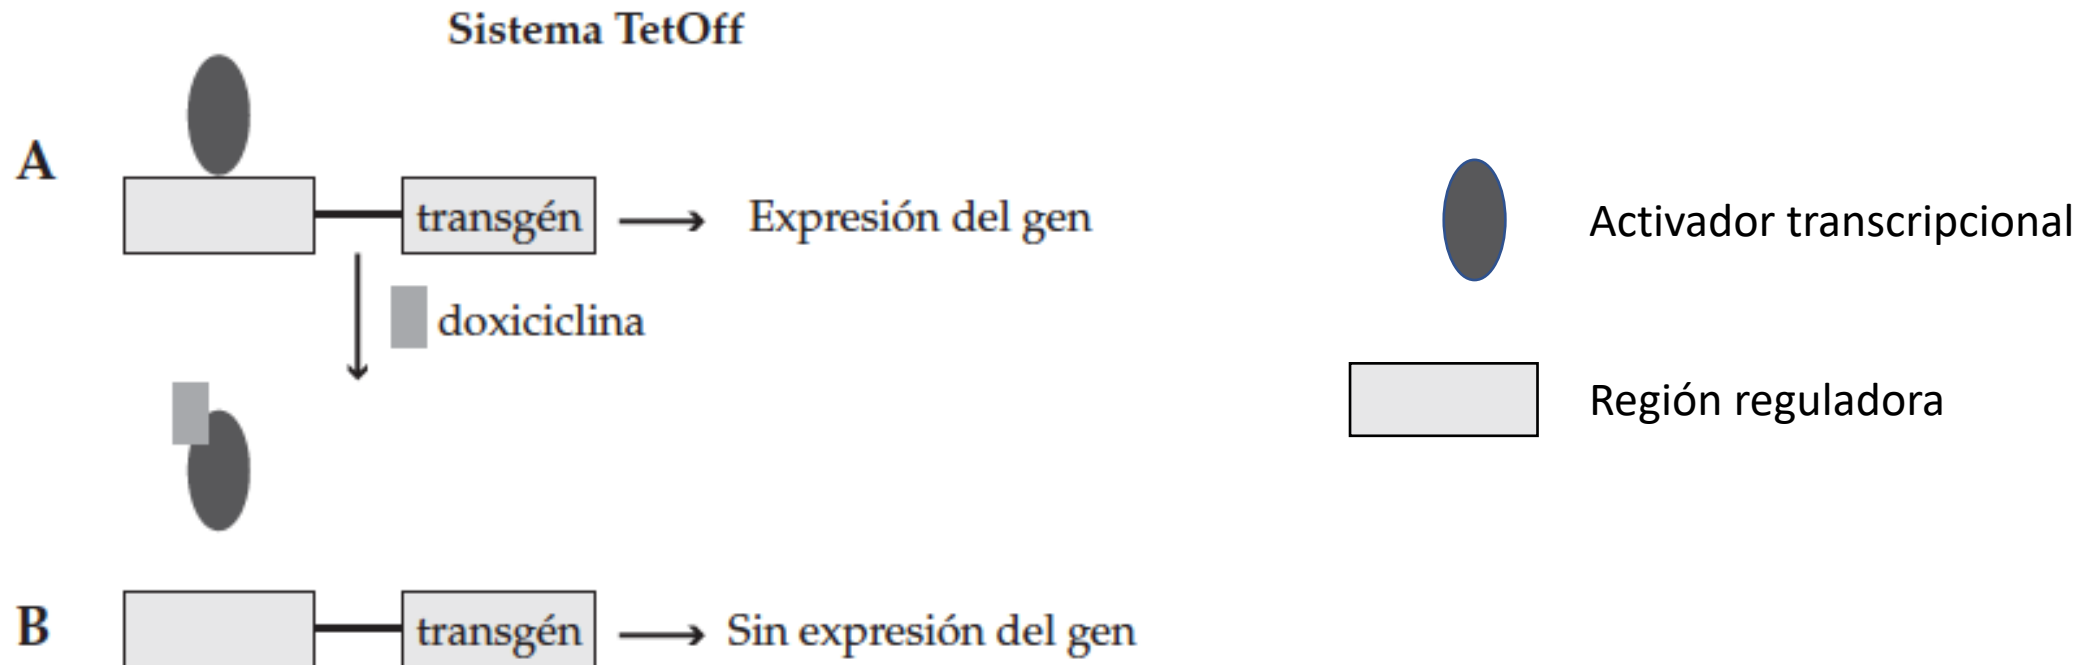 Sistema TetOff
A
transgén
Expresión del gen
doxiciclina
B
transgén
Sin expresión del gen
Activador transcripcional
Región reguladora